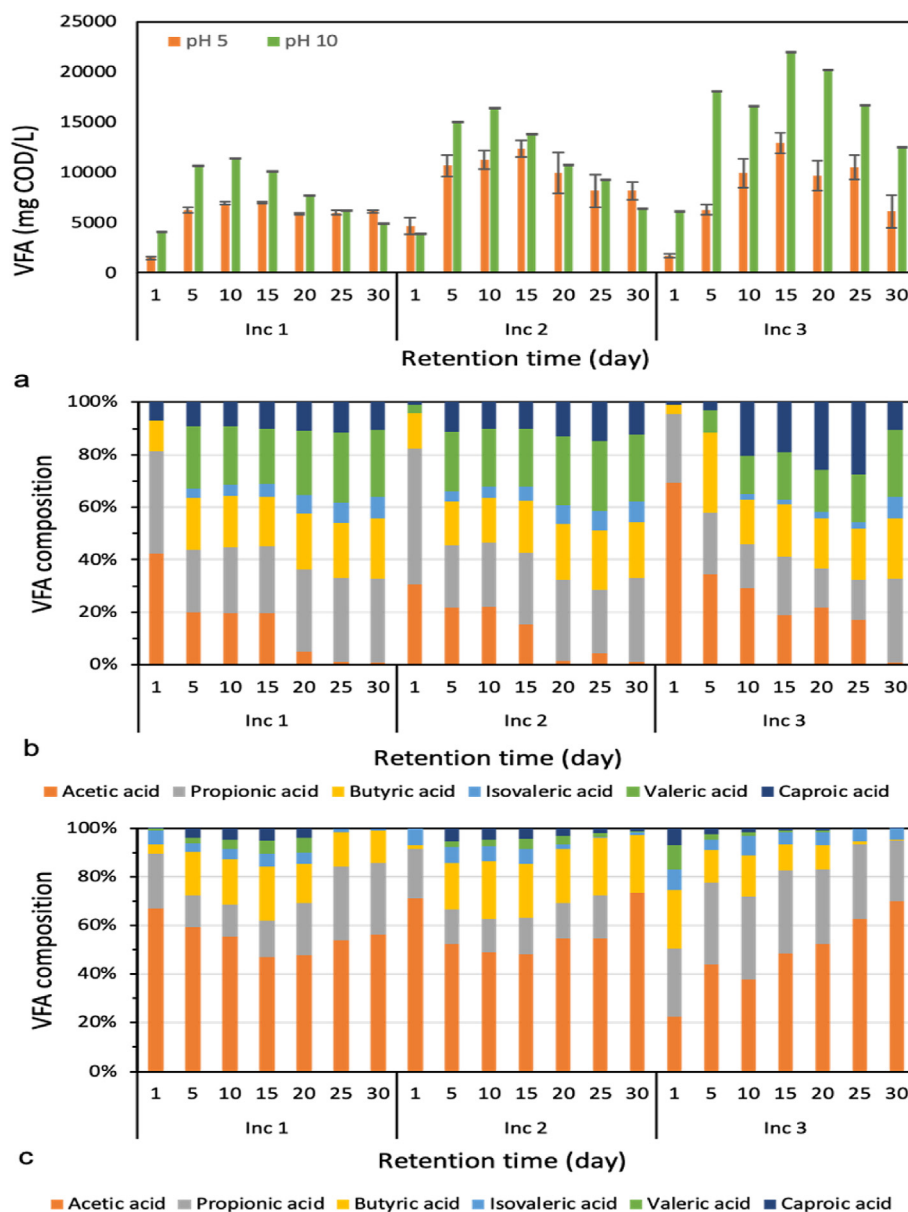 25000
20000
15000
10000
5000
0
VFA (mg COD/L)
pH 5 pH 10
1 5 10 15 20 25 30 1 5 10 15 20 25 30 1 5 10 15 20 25 30
Inc 1 Inc 2 Inc 3
Retention time (day)
a
100%
80%
60%
40%
20%
0%
VFA composition
1 5 10 15 20 25 30 1 5 10 15 20 25 30 1 5 10 15 20 25 30
Inc 1 Inc 2 Inc 3
b
Retention time (day)
Acetic acid Propionic acid Butyric acid Isovaleric acid Valeric acid Caproic acid
100%
80%
60%
40%
20%
0%
VFA composition
1 5 10 15 20 25 30 1 5 10 15 20 25 30 1 5 10 15 20 25 30
Inc 1 Inc 2 Inc 3
c
Retention time (day)
Acetic acid Propionic acid Butyric acid Isovaleric acid Valeric acid Caproic acid